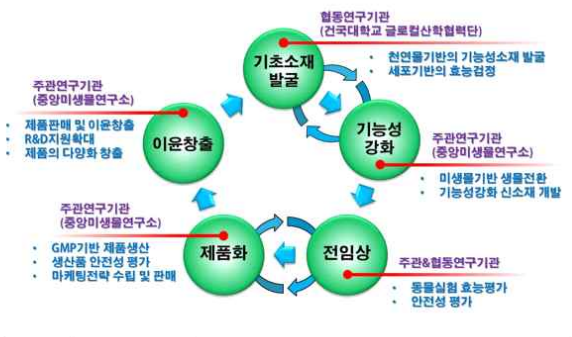 협동연구기관
(건국대학교 글로컬산학협력단)
기초소재
발굴
• 천연물기반의 기능성소재 발굴
• 세포기반의 효능검정
주관연구기관
(중앙미생물연구소)
• 제품판매 및 이윤창출
• R&D지원확대
• 제품의 다양화 창출
이윤창출
기능성
강화
주관연구기관
(중앙미생물연구소)
• 미생물기반 생물전환
• 기능성강화 신소재 개발
주관연구기관
(중앙미생물연구소)
• GMP기반 제품생산
• 생산품 안전성 평가
• 마케팅전략 수립 및 판매
제품화
전임상
주관&협동연구기관
• 동물실험 효능평가
• 안전성 평가